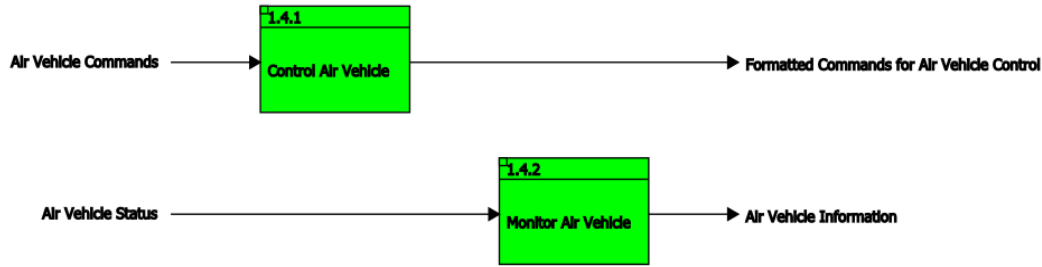 1.4.1
Air Vehicle Commands
Control Air Vehicle
Formatted Commands for Air Vehicle Control
1.4.2
Air Vehicle Status
Monitor Air Vehicle
Air Vehicle Information